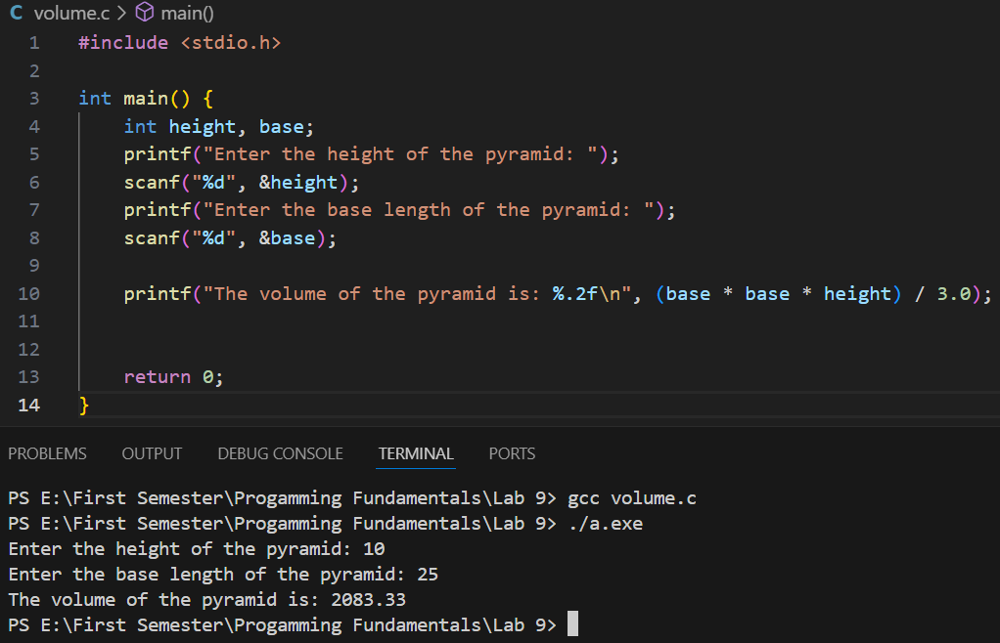 C volume.c > main()
1 #include <stdio.h>
2
3 int main() {
4     int height, base;
5     printf("Enter the height of the pyramid: ");
6     scanf("%d", &height);
7     printf("Enter the base length of the pyramid: ");
8     scanf("%d", &base);
9
10     printf("The volume of the pyramid is: %.2f\n", (base * base * height) / 3.0);
11
12
13     return 0;
14 }
PROBLEMS OUTPUT DEBUG CONSOLE TERMINAL PORTS
PS E:\First Semester\Progamming Fundamentals\Lab 9> gcc volume.c
PS E:\First Semester\Progamming Fundamentals\Lab 9> ./a.exe
Enter the height of the pyramid: 10
Enter the base length of the pyramid: 25
The volume of the pyramid is: 2083.33
PS E:\First Semester\Progamming Fundamentals\Lab 9>